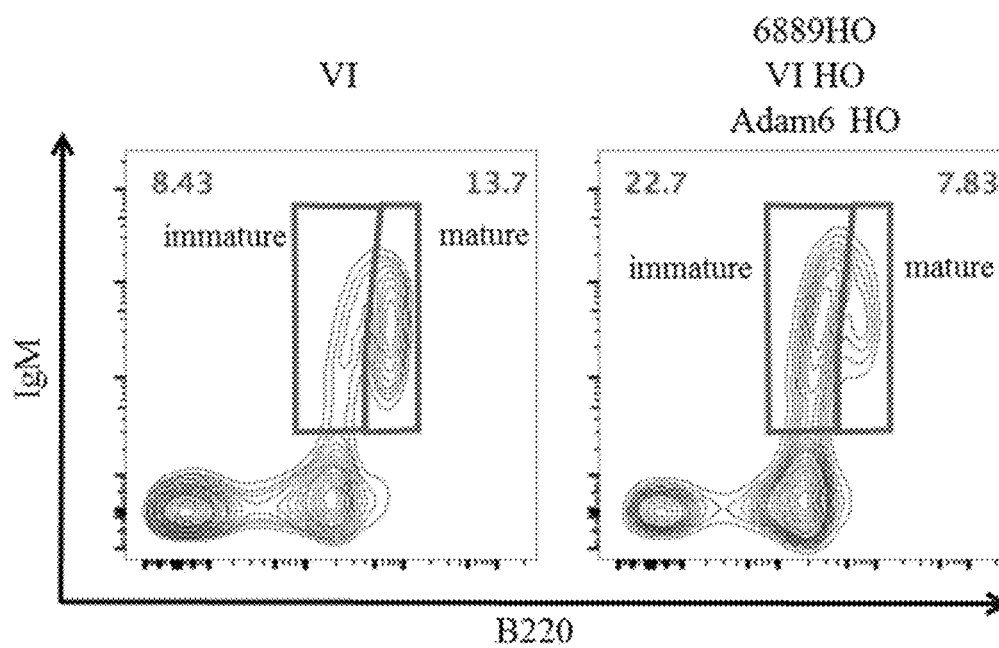 VI
6889HO
VI HO
Adam6 HO
8.43 13.7
immature mature
22.7 7.83
immature mature
IgM
B220